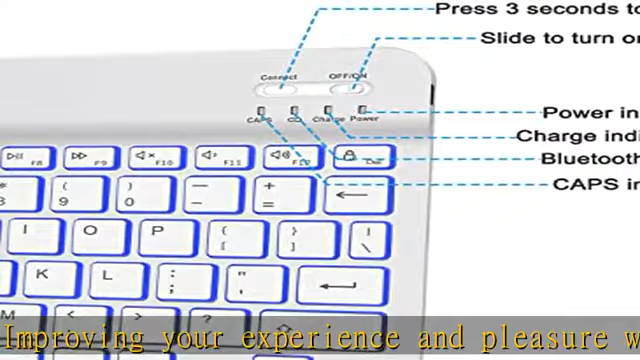 Press 3 seconds to
Slide to turn on
Connect OFF/ON
CAPS Charge Power
Power in
Charge indi
Bluetooth
CAPS in
F8 F9 F10 F11 F12
( 9 ) 0 — - + = ←
I O P { [ } ] | \
K L : ; " ' ↵
M < , > . ? /
Improving your experience and pleasure w